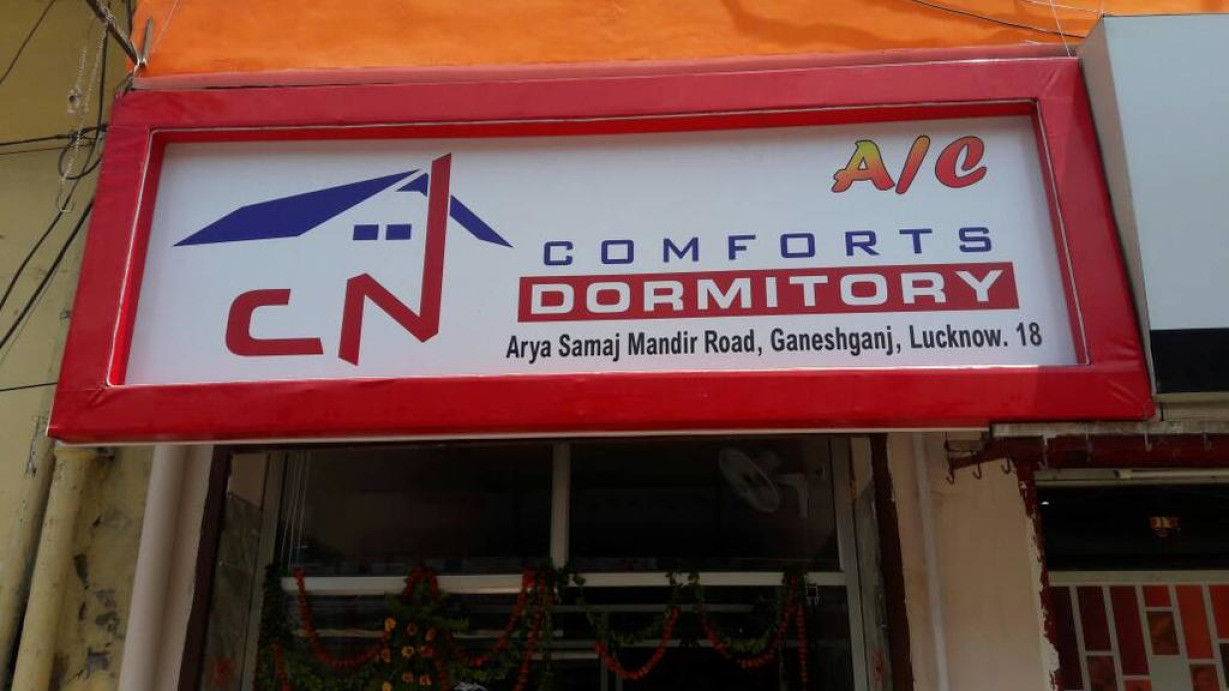 A/C
CN
COMFORTS
DORMITORY
Arya Samaj Mandir Road, Ganeshganj, Lucknow. 18